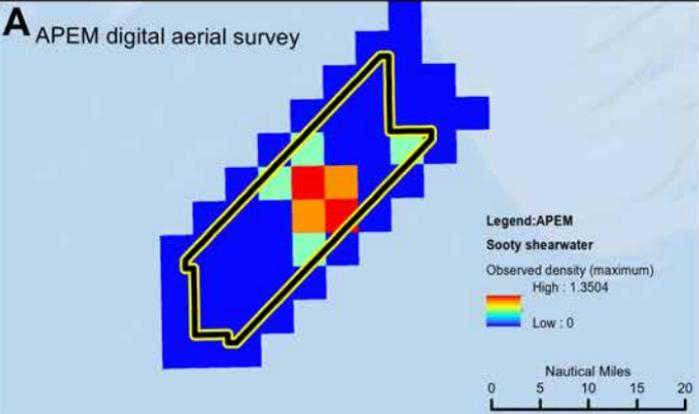 A APEM digital aerial survey
Legend:APEM
Sooty shearwater
Observed density (maximum)
High : 1.3504
Low : 0
Nautical Miles
0 5 10 15 20